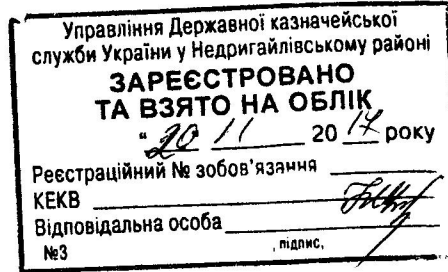 Управління Державної казначейської
служби України у Недригайлівському районі
ЗАРЕЄСТРОВАНО
ТА ВЗЯТО НА ОБЛІК
“ 20 11 20 17 року
Реєстраційний № зобов'язання
КЕКВ
Відповідальна особа
№3 , підпис,